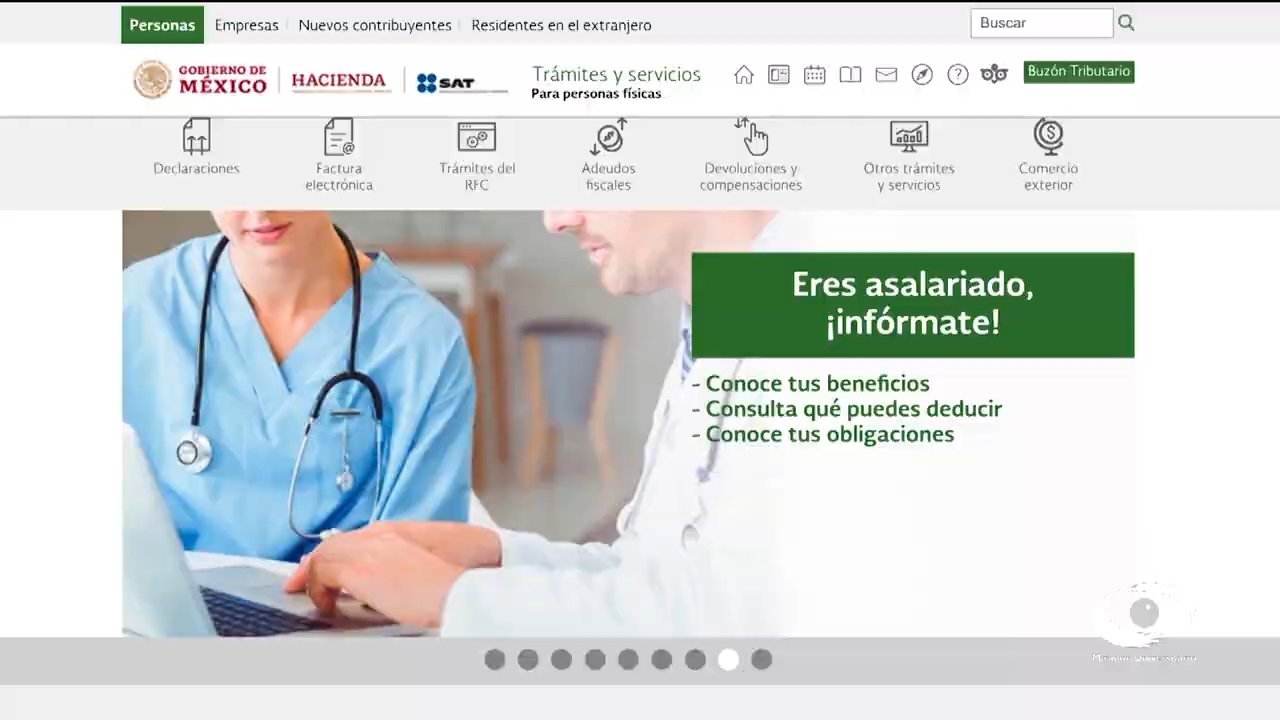 Personas
Empresas
Nuevos contribuyentes
Residentes en el extranjero
Buscar
GOBIERNO DE
MÉXICO
HACIENDA
SAT
Trámites y servicios
Para personas físicas
Buzón Tributario
Declaraciones
Factura
electrónica
Trámites del
RFC
Adeudos
fiscales
Devoluciones y
compensaciones
Otros trámites
y servicios
Comercio
exterior
Eres asalariado,
¡infórmate!
- Conoce tus beneficios
- Consulta qué puedes deducir
- Conoce tus obligaciones